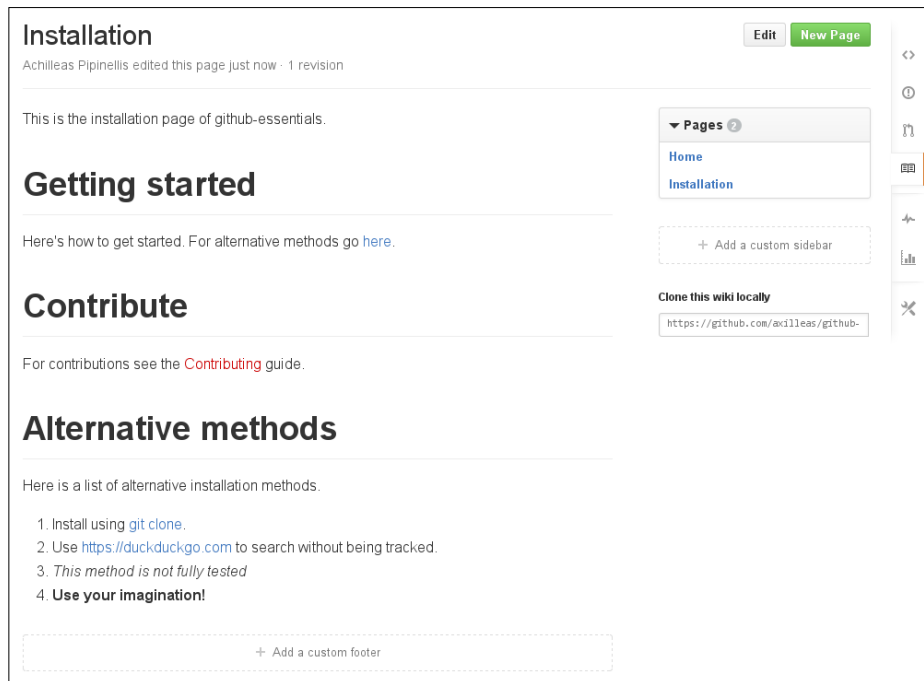 Installation
Edit
New Page
Achilleas Pipinellis edited this page just now · 1 revision
This is the installation page of github-essentials.
Pages 2
Home
Installation
Getting started
Here's how to get started. For alternative methods go here.
+ Add a custom sidebar
Contribute
Clone this wiki locally
https://github.com/axilleas/github-
For contributions see the Contributing guide.
Alternative methods
Here is a list of alternative installation methods.
1. Install using git clone.
2. Use https://duckduckgo.com to search without being tracked.
3. This method is not fully tested
4. Use your imagination!
+ Add a custom footer